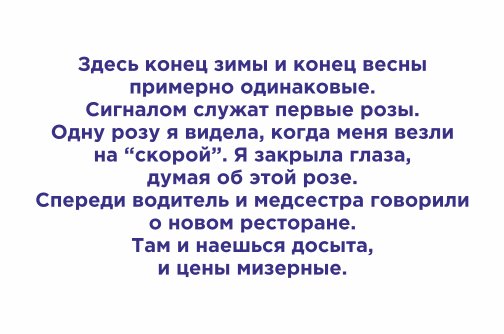 Здесь конец зимы и конец весны
примерно одинаковые.
Сигналом служат первые розы.
Одну розу я видела, когда меня везли
на “скорой”. Я закрыла глаза,
думая об этой розе.
Спереди водитель и медсестра говорили
о новом ресторане.
Там и наешься досыта,
и цены мизерные.